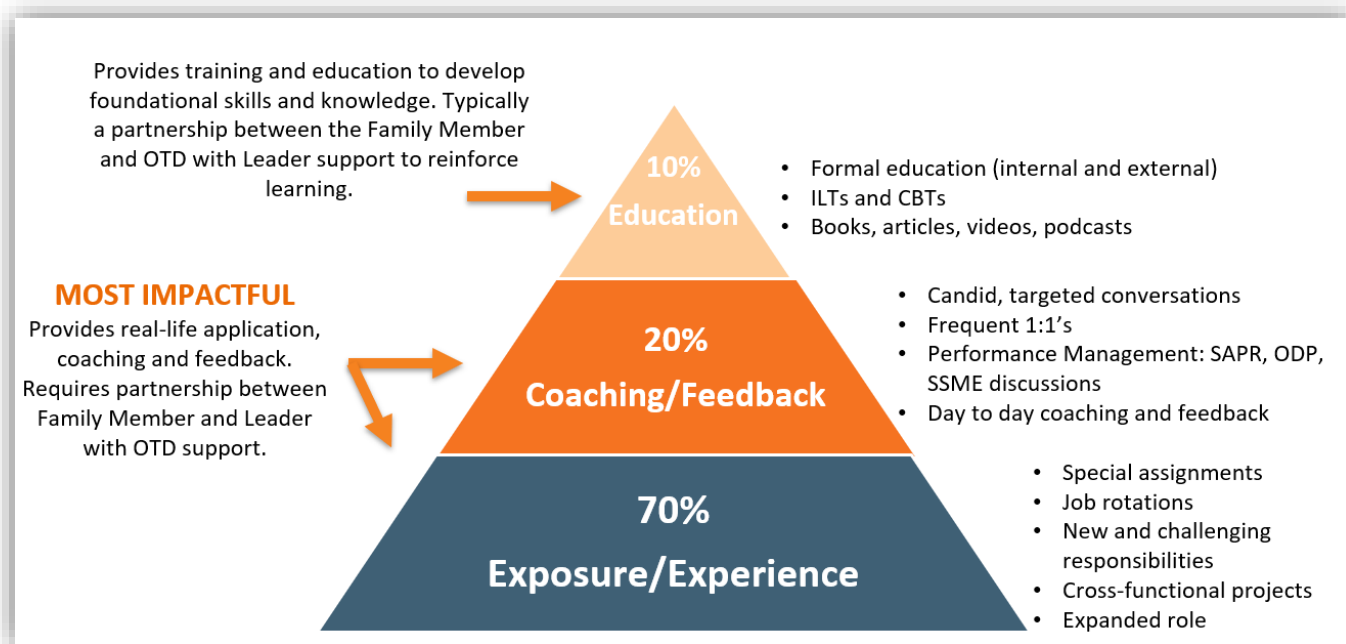 Provides training and education to develop
foundational skills and knowledge. Typically
a partnership between the Family Member
and OTD with Leader support to reinforce
learning.
10%
Education
• Formal education (internal and external)
• ILTs and CBTs
• Books, articles, videos, podcasts
MOST IMPACTFUL
Provides real-life application,
coaching and feedback.
Requires partnership between
Family Member and Leader
with OTD support.
20%
Coaching/Feedback
• Candid, targeted conversations
• Frequent 1:1’s
• Performance Management: SAPR, ODP,
SSME discussions
• Day to day coaching and feedback
70%
Exposure/Experience
• Special assignments
• Job rotations
• New and challenging
responsibilities
• Cross-functional projects
• Expanded role